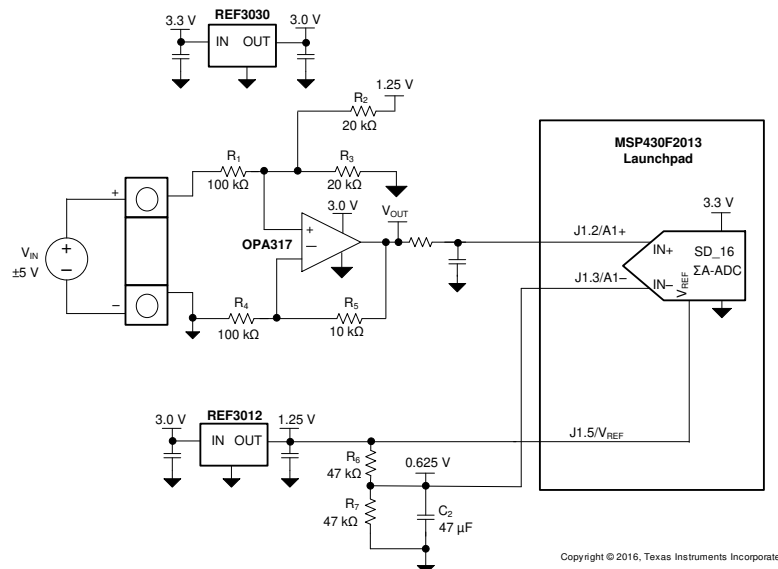 REF3030
3.3 V
3.0 V
IN OUT
1.25 V
R2
20 kΩ
R1
100 kΩ
R3
20 kΩ
MSP430F2013
Launchpad
3.3 V
3.0 V
VOUT
OPA317
+
−
J1.2/A1+
IN+
SD_16
ΣA-ADC
J1.3/A1−
IN−
VREF
+
VIN
±5 V
+
−
−
R4
100 kΩ
R5
10 kΩ
REF3012
3.0 V
1.25 V
IN OUT
J1.5/VREF
R6
47 kΩ
0.625 V
R7
47 kΩ
C2
47 µF
Copyright © 2016, Texas Instruments Incorporate